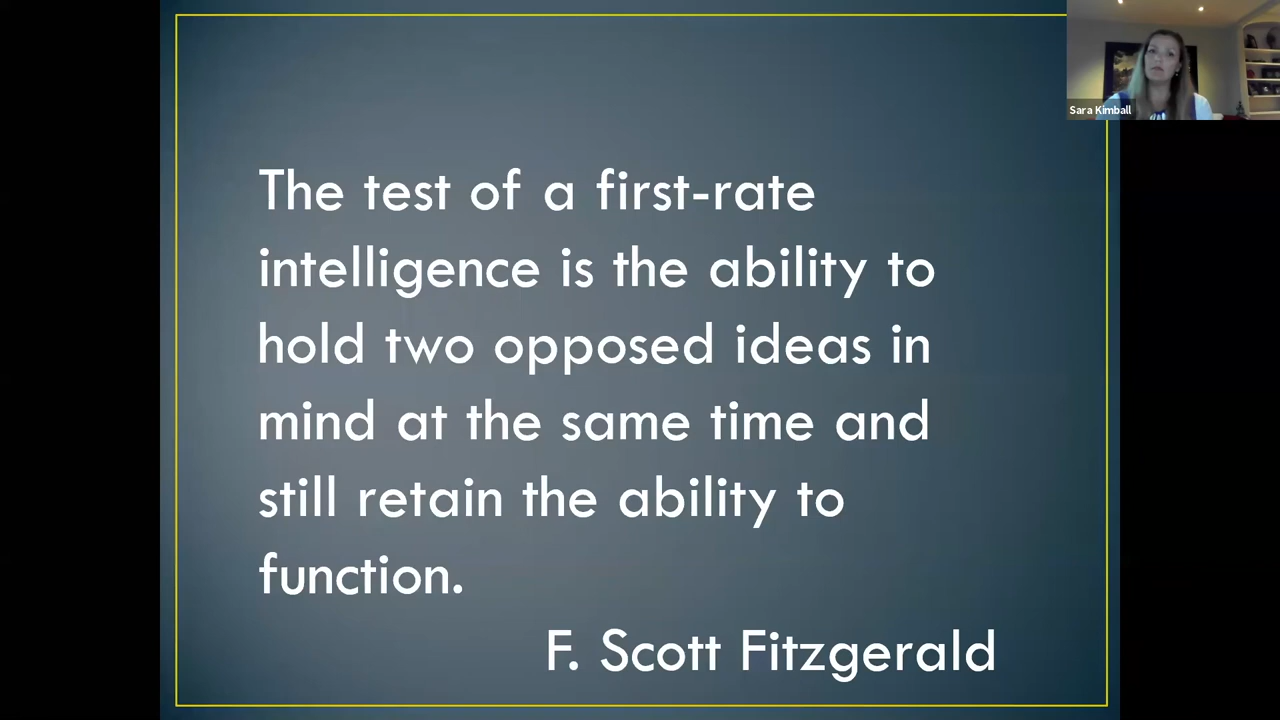 Sara Kimball
The test of a first-rate
intelligence is the ability to
hold two opposed ideas in
mind at the same time and
still retain the ability to
function.
F. Scott Fitzgerald